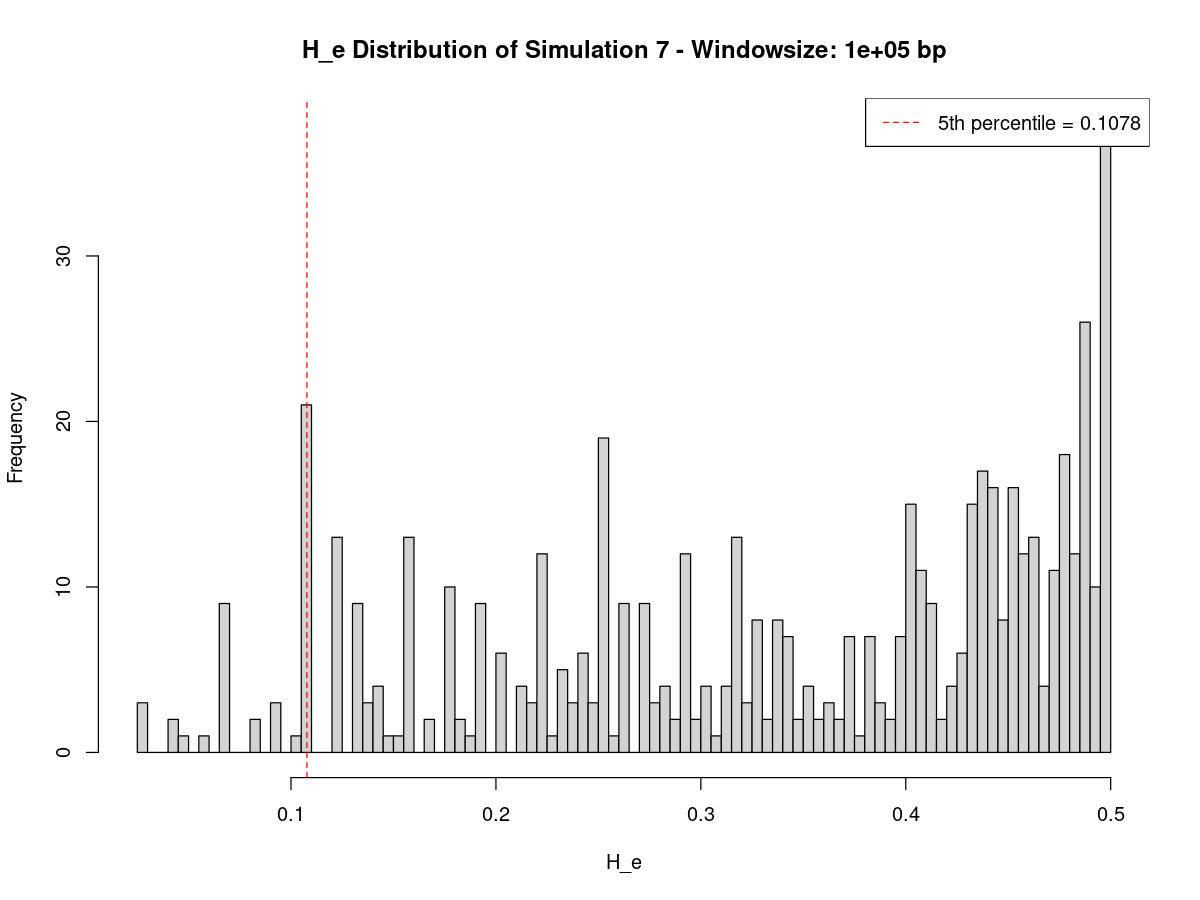 H_e Distribution of Simulation 7 - Windowsize: 1e+05 bp
5th percentile = 0.1078
30
20
10
0
Frequency
0.1 0.2 0.3 0.4 0.5
H_e